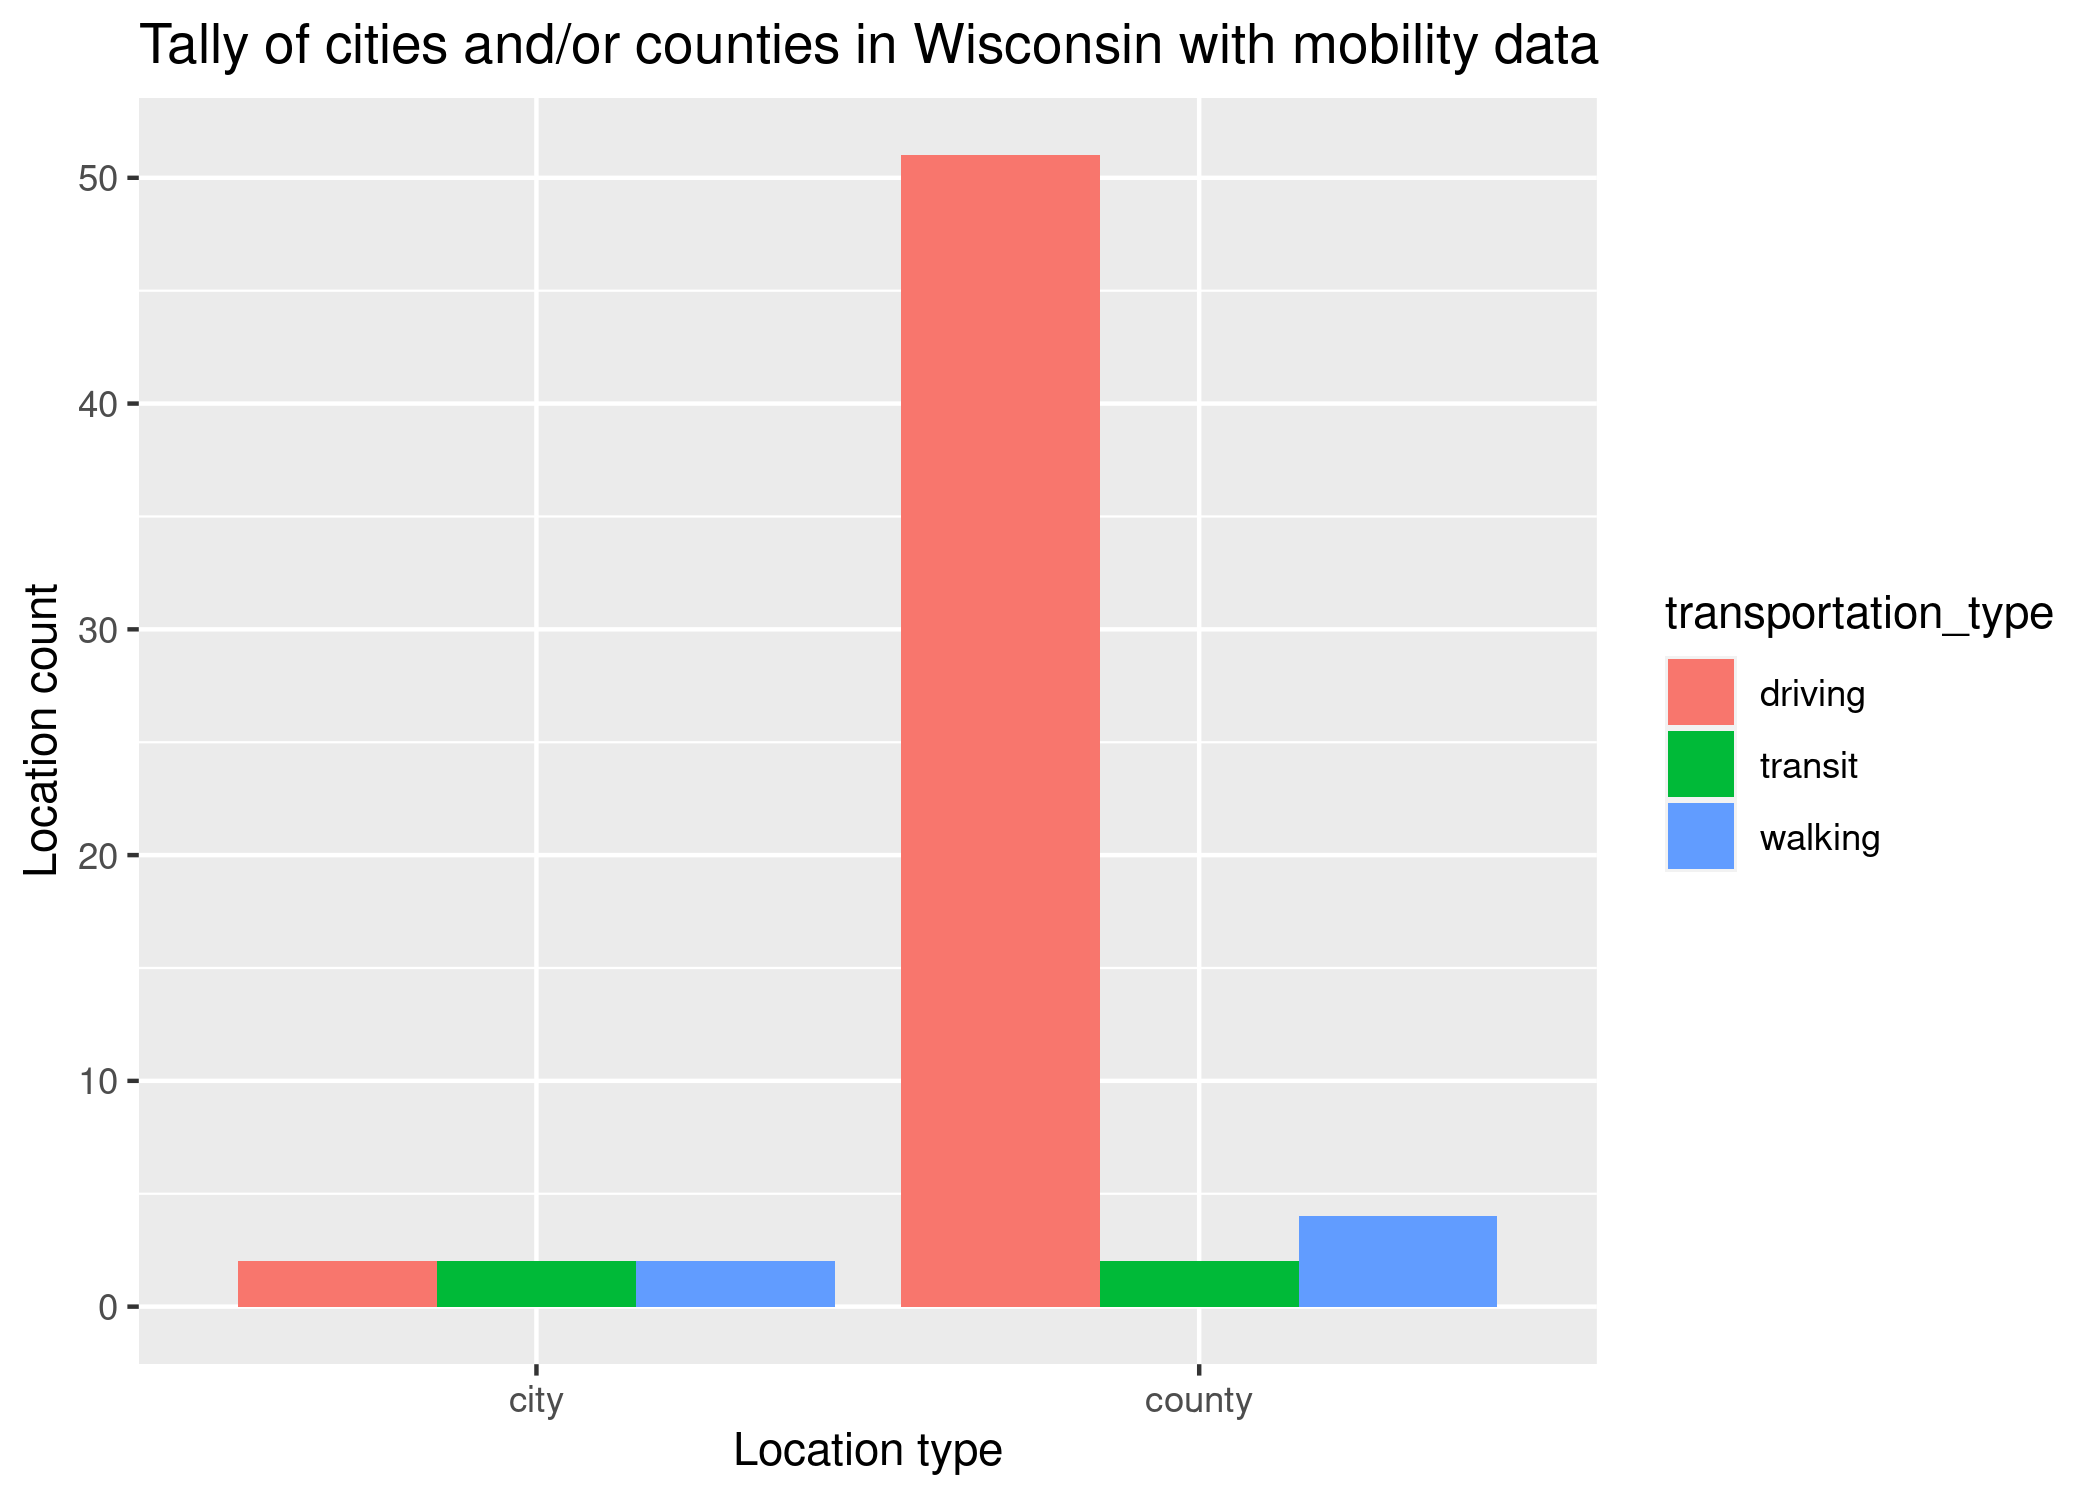 Tally of cities and/or counties in Wisconsin with mobility data
Location count
50
40
30
20
10
0
city
county
Location type
transportation_type
driving
transit
walking